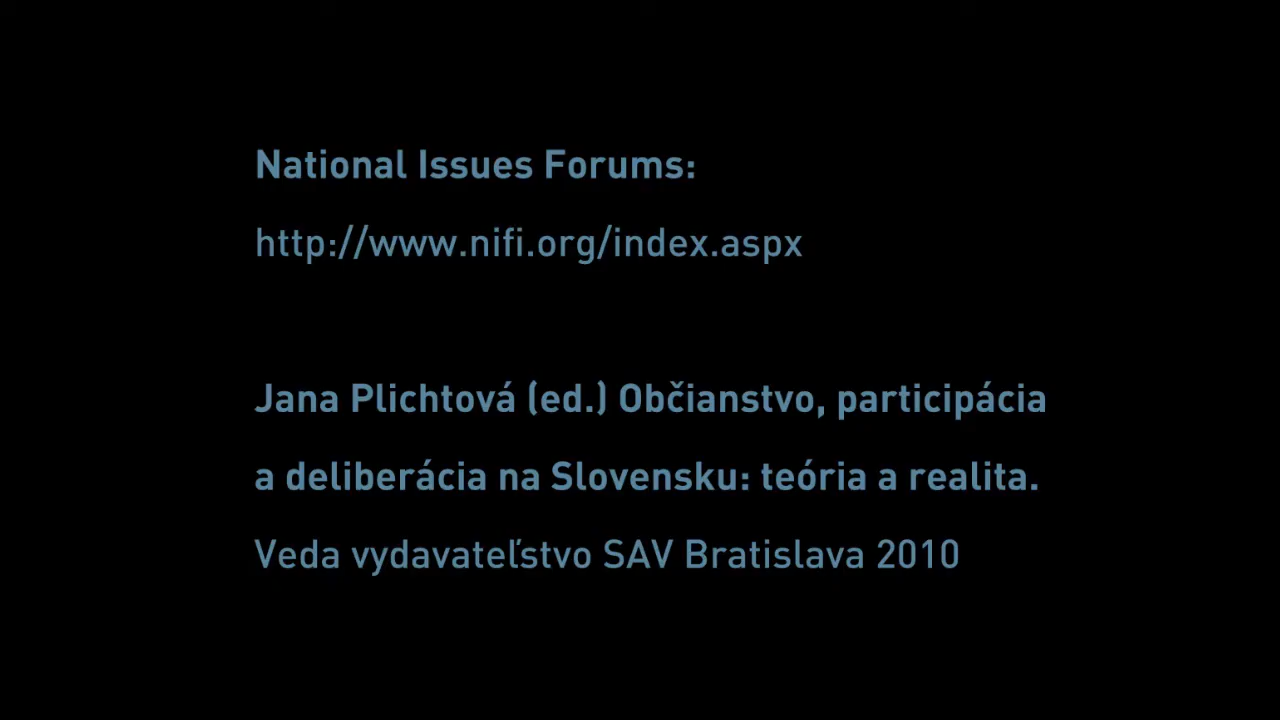 National Issues Forums:
http://www.nifi.org/index.aspx
Jana Plichtová (ed.) Občianstvo, participácia
a deliberácia na Slovensku: teória a realita.
Veda vydavateľstvo SAV Bratislava 2010